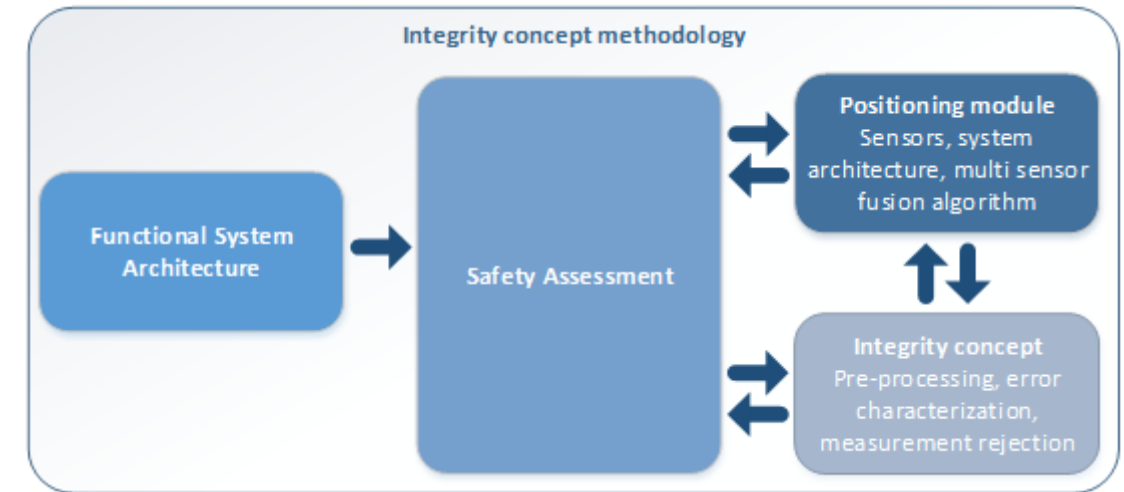 Integrity concept methodology
Functional System
Architecture
Safety Assessment
Positioning module
Sensors, system
architecture, multi sensor
fusion algorithm
Integrity concept
Pre-processing, error
characterization,
measurement rejection